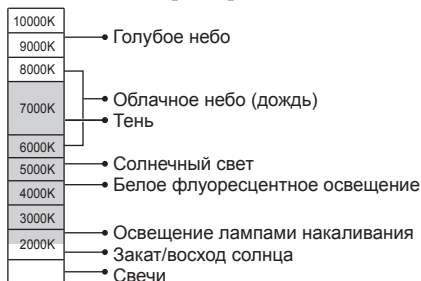 10000K
Голубое небо
9000K
8000K
Облачное небо (дождь)
7000K
Тень
6000K
Солнечный свет
5000K
Белое флуоресцентное освещение
4000K
3000K
Освещение лампами накаливания
2000K
Закат/восход солнца
Свечи